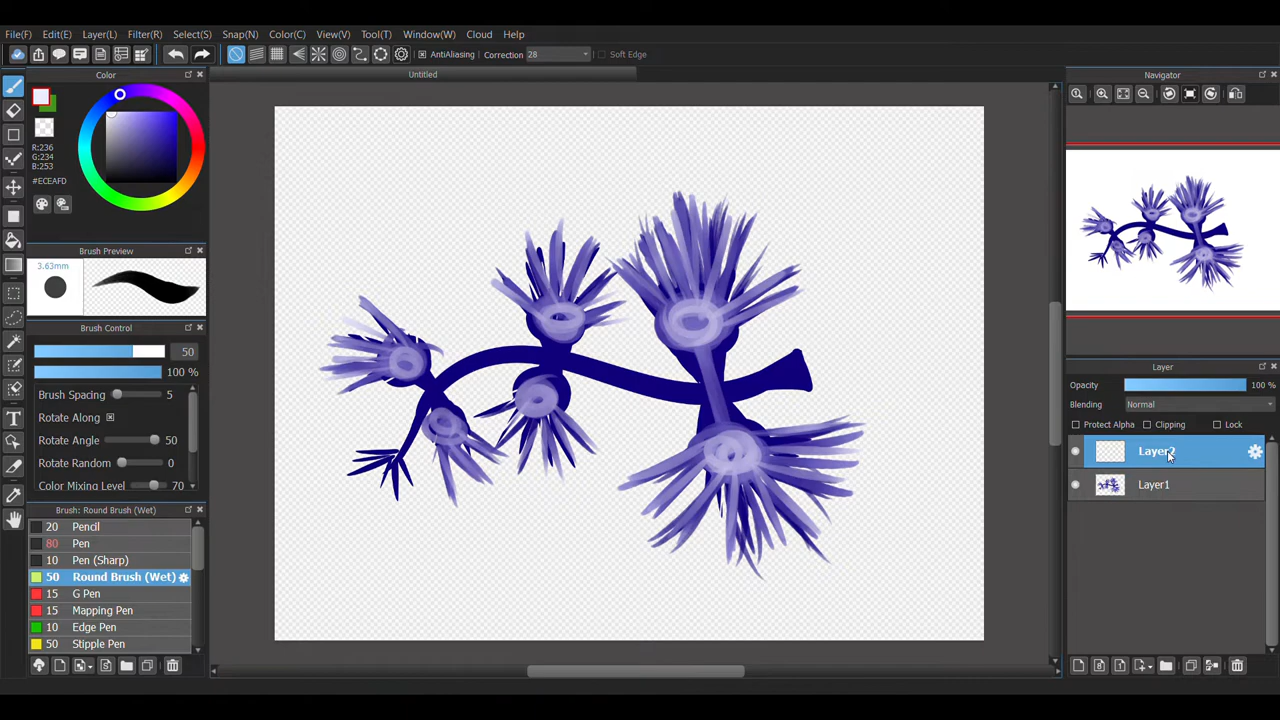 File(F) Edit(E) Layer(L) Filter(R) Select(S) Snap(N) Color(C) View(V) Tool(T) Window(W) Cloud Help
AntiAliasing Correction 28 Soft Edge
Color
R:236
G:234
B:253
#ECEAFD
Brush Preview
3.63mm
Brush Control
50
100 %
Brush Spacing 5
Rotate Along
Rotate Angle 50
Rotate Random 0
Color Mixing Level 70
Brush: Round Brush (Wet)
20 Pencil
80 Pen
10 Pen (Sharp)
50 Round Brush (Wet)
15 G Pen
15 Mapping Pen
10 Edge Pen
50 Stipple Pen
Untitled
Navigator
Layer
Opacity 100 %
Blending Normal
Protect Alpha Clipping Lock
Layer2
Layer1